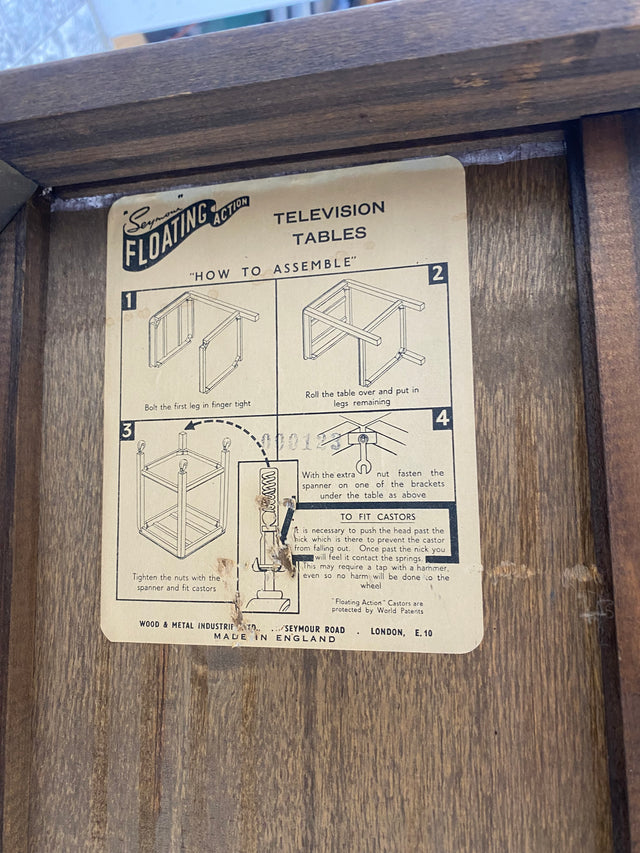 "Seymour"
FLOATING ACTION
TELEVISION
TABLES
"HOW TO ASSEMBLE"
1
Bolt the first leg in finger tight
2
Roll the table over and put in
legs remaining
3
Tighten the nuts with the
spanner and fit castors
000123
4
With the extra nut fasten the
spanner on one of the brackets
under the table as above
TO FIT CASTORS
It is necessary to push the head past the
nick which is there to prevent the castor
from falling out. Once past the nick you
will feel it contact the springs.
This may require a tap with a hammer,
even so no harm will be done to the
wheel
"Floating Action" Castors are
protected by World Patents
WOOD & METAL INDUSTRIE LTD. SEYMOUR ROAD . LONDON, E.10
MADE IN ENGLAND